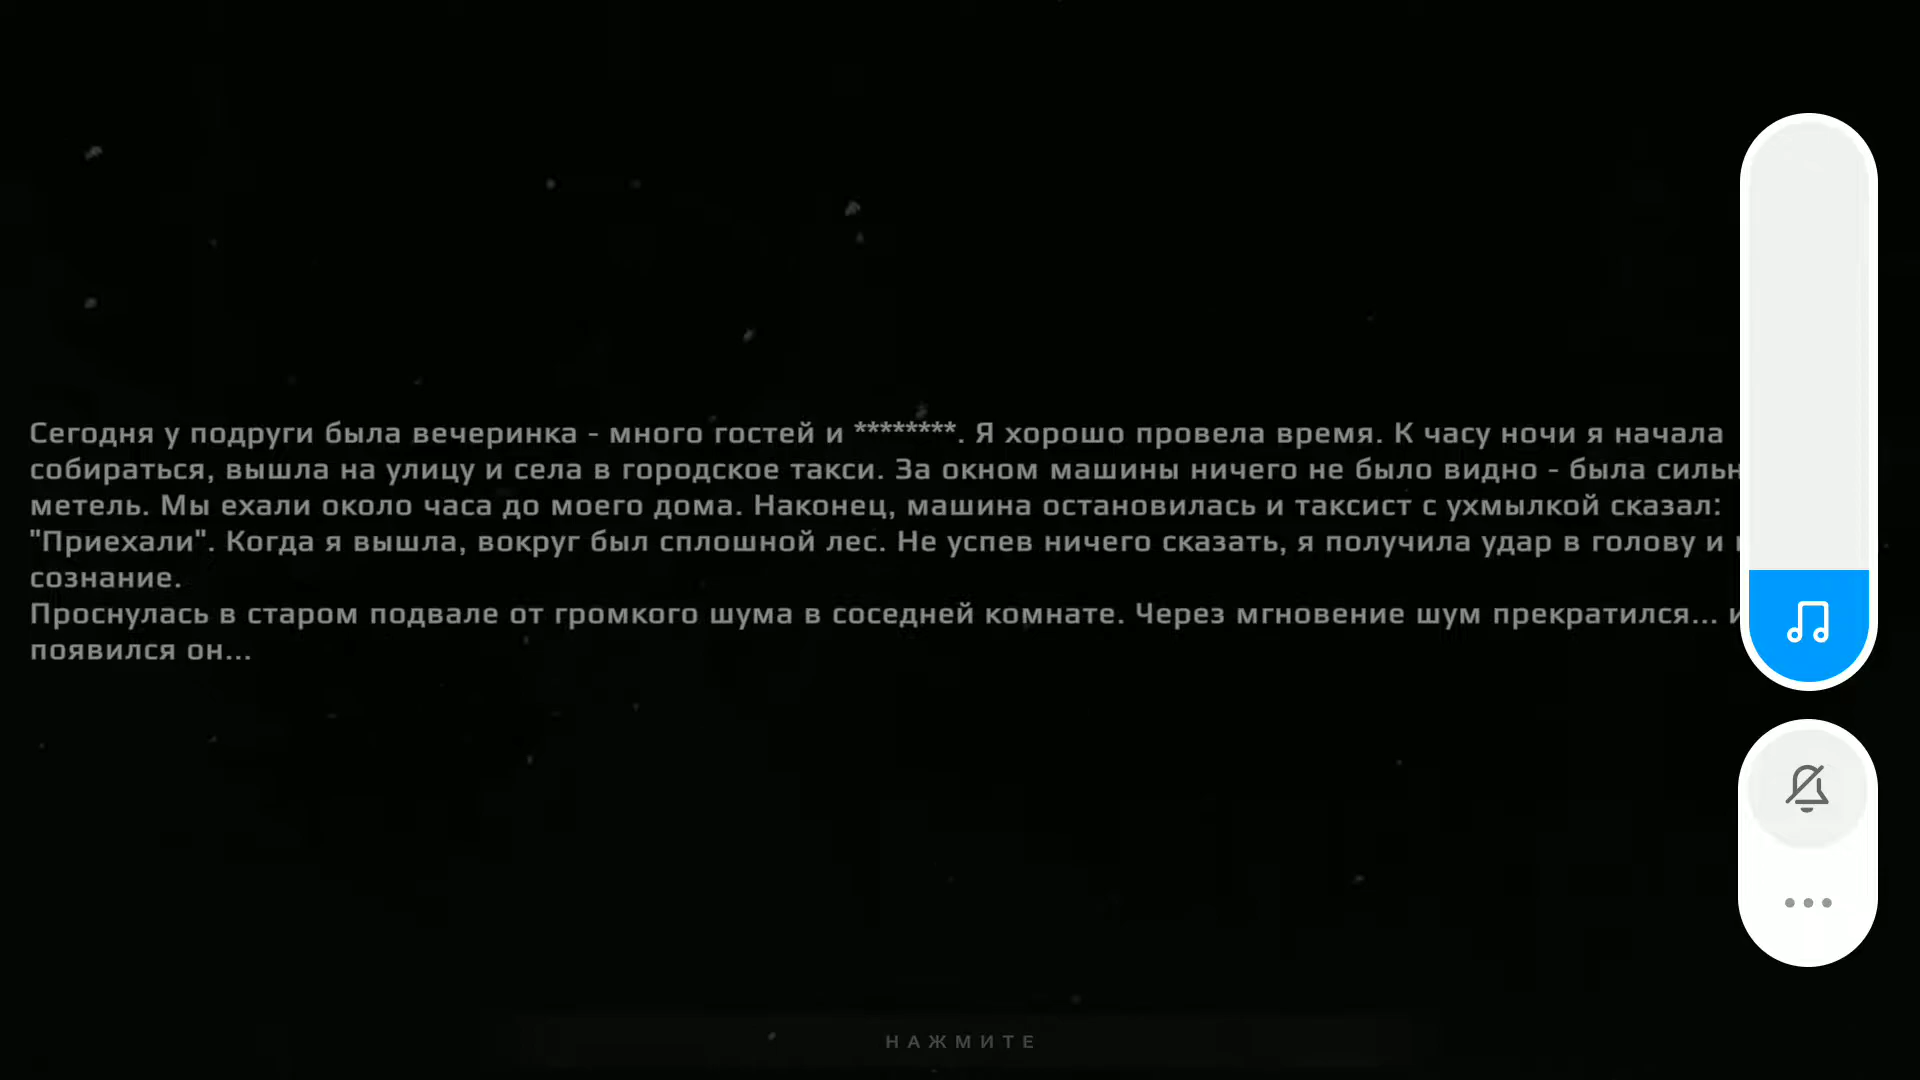 Сегодня у подруги была вечеринка - много гостей и ********. Я хорошо провела время. К часу ночи я начала
собираться, вышла на улицу и села в городское такси. За окном машины ничего не было видно - была сильн
метель. Мы ехали около часа до моего дома. Наконец, машина остановилась и таксист с ухмылкой сказал:
"Приехали". Когда я вышла, вокруг был сплошной лес. Не успев ничего сказать, я получила удар в голову и
сознание.
Проснулась в старом подвале от громкого шума в соседней комнате. Через мгновение шум прекратился... и
появился он...
НАЖМИТЕ